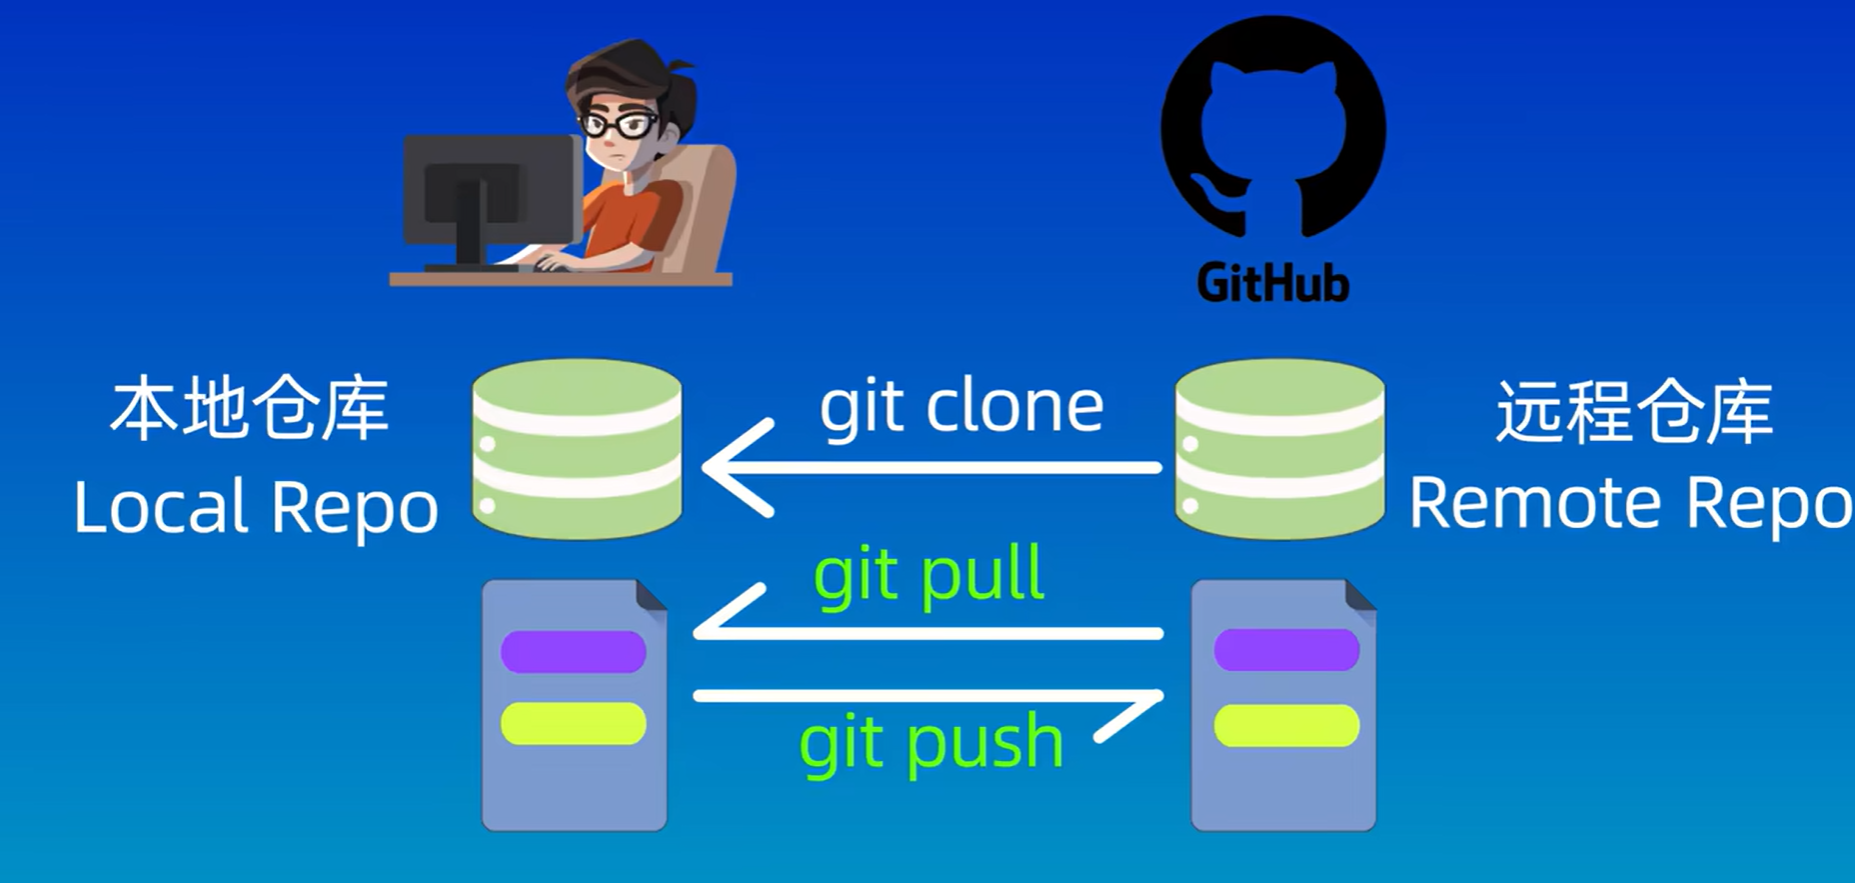 GitHub
本地仓库
Local Repo
git clone
远程仓库
Remote Repo
git pull
git push